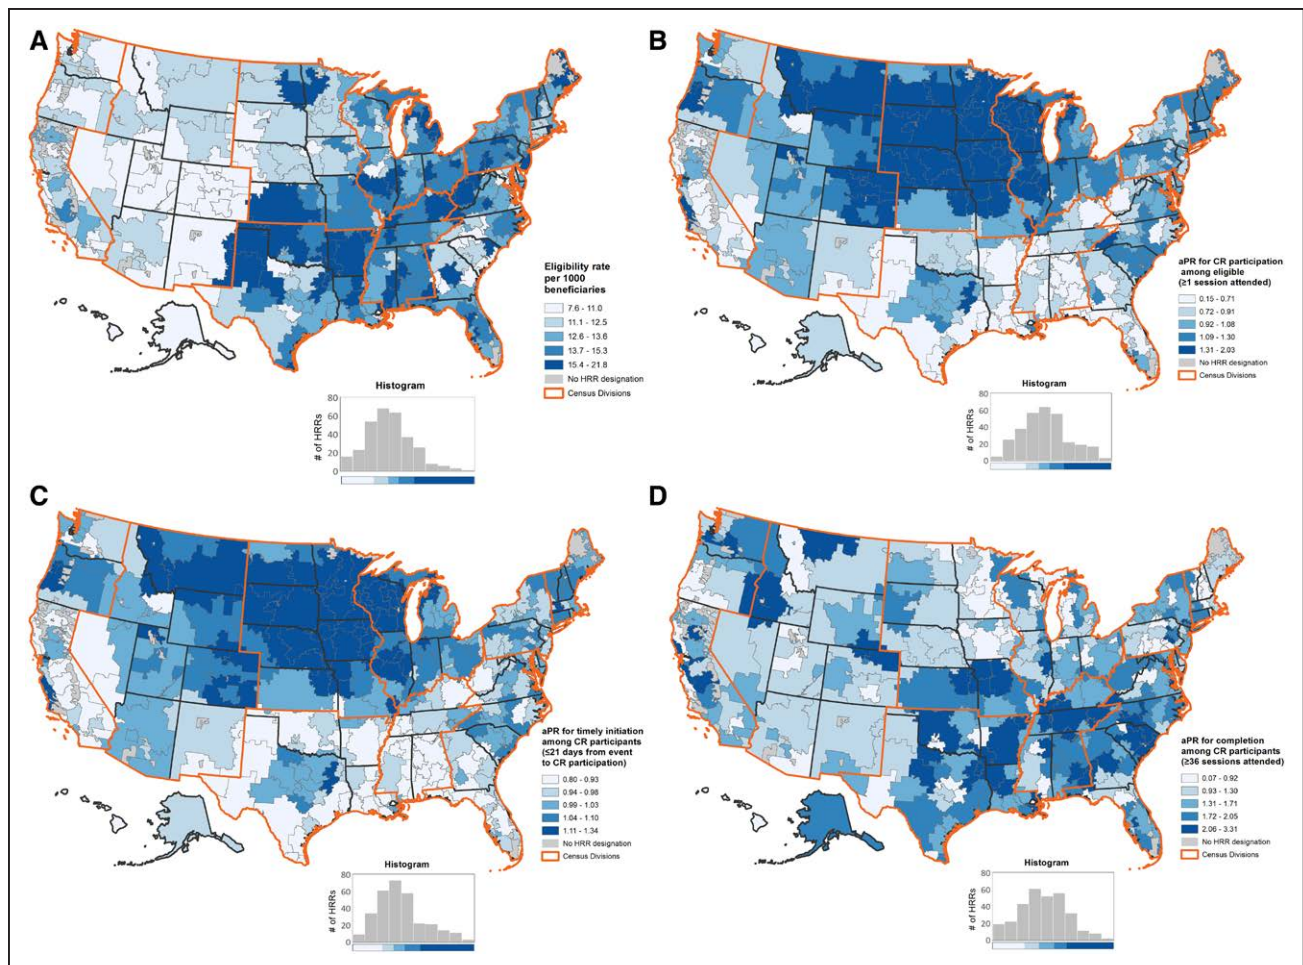 A
Eligibility rate
per 1000
beneficiaries
7.6 - 11.0
11.1 - 12.5
12.6 - 13.6
13.7 - 15.3
15.4 - 21.8
No HRR designation
Census Divisions
Histogram
# of HRRs
80
60
40
20
0
B
aPR for CR participation
among eligible
(≥1 session attended)
0.15 - 0.71
0.72 - 0.91
0.92 - 1.08
1.09 - 1.30
1.31 - 2.03
No HRR designation
Census Divisions
Histogram
# of HRRs
80
60
40
20
0
C
aPR for timely initiation
among CR participants
(≤21 days from event
to CR participation)
0.80 - 0.93
0.94 - 0.98
0.99 - 1.03
1.04 - 1.10
1.11 - 1.34
No HRR designation
Census Divisions
Histogram
# of HRRs
80
60
40
20
0
D
aPR for completion
among CR participants
(≥36 sessions attended)
0.07 - 0.92
0.93 - 1.30
1.31 - 1.71
1.72 - 2.05
2.06 - 3.31
No HRR designation
Census Divisions
Histogram
# of HRRs
80
60
40
20
0